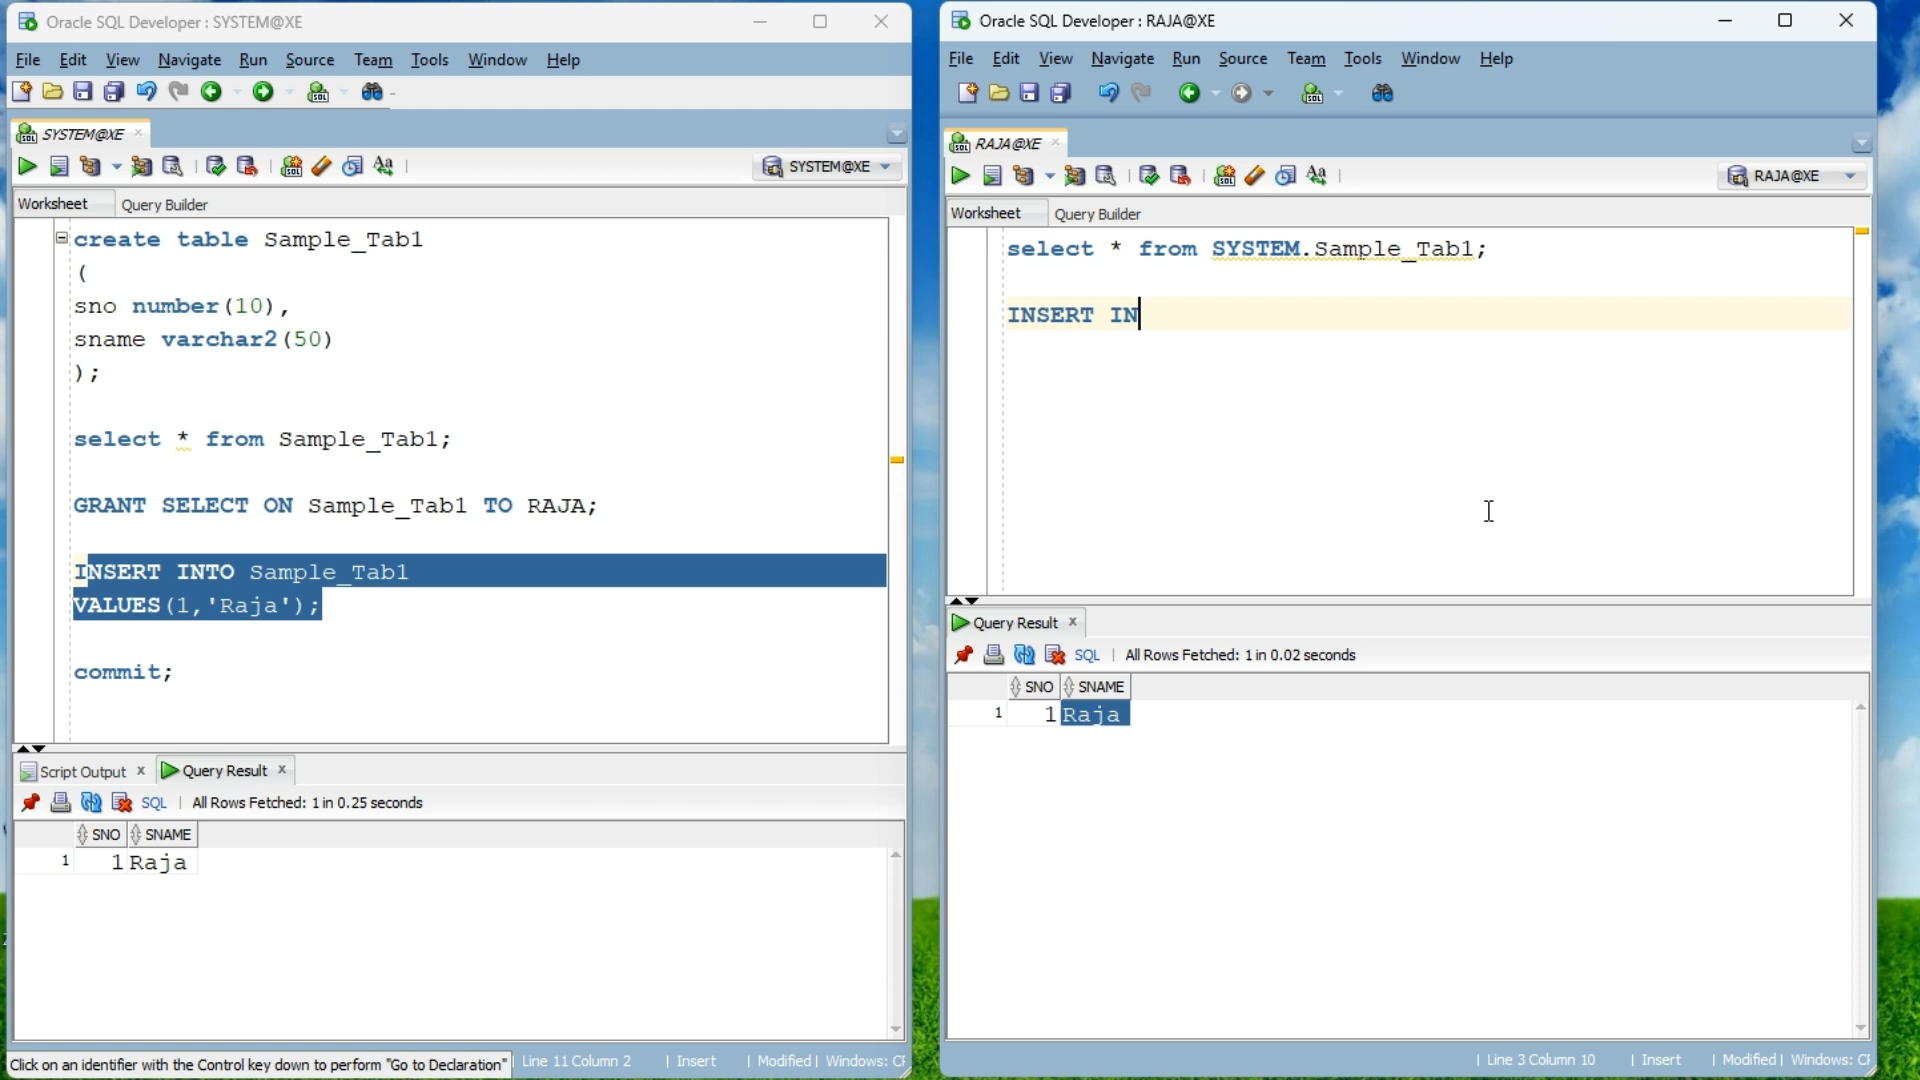 Oracle SQL Developer : SYSTEM@XE
File Edit View Navigate Run Source Team Tools Window Help
SYSTEM@XE
SYSTEM@XE
Worksheet Query Builder
create table Sample_Tab1
(
sno number(10),
sname varchar2(50)
);
select * from Sample_Tab1;
GRANT SELECT ON Sample_Tab1 TO RAJA;
INSERT INTO Sample_Tab1
VALUES(1,'Raja');
commit;
Script Output x Query Result x
SQL | All Rows Fetched: 1 in 0.25 seconds
SNO SNAME
1 1 Raja
Click on an identifier with the Control key down to perform "Go to Declaration" Line 11 Column 2 | Insert | Modified | Windows:
Oracle SQL Developer : RAJA@XE
File Edit View Navigate Run Source Team Tools Window Help
RAJA@XE
RAJA@XE
Worksheet Query Builder
select * from SYSTEM.Sample_Tab1;
INSERT IN
Query Result x
SQL | All Rows Fetched: 1 in 0.02 seconds
SNO SNAME
1 1 Raja
| Line 3 Column 10 | Insert | Modified | Windows: